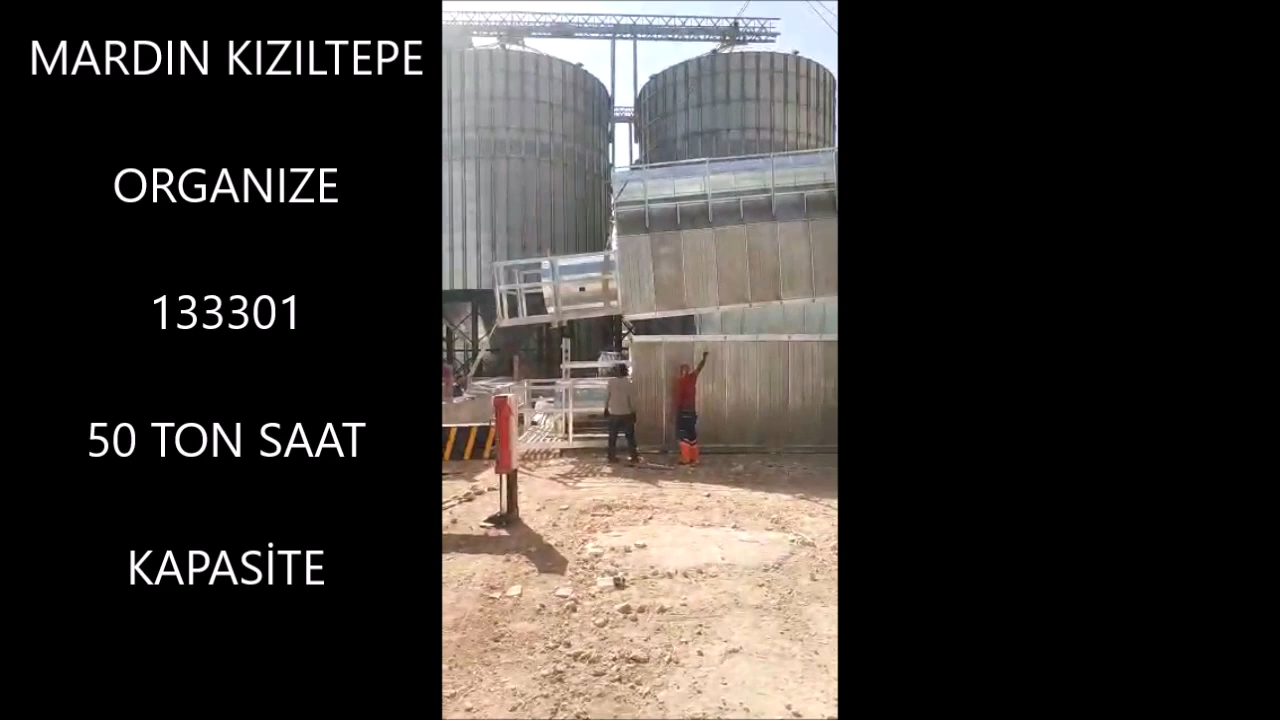 MARDIN KIZILTEPE
ORGANIZE
133301
50 TON SAAT
KAPASİTE